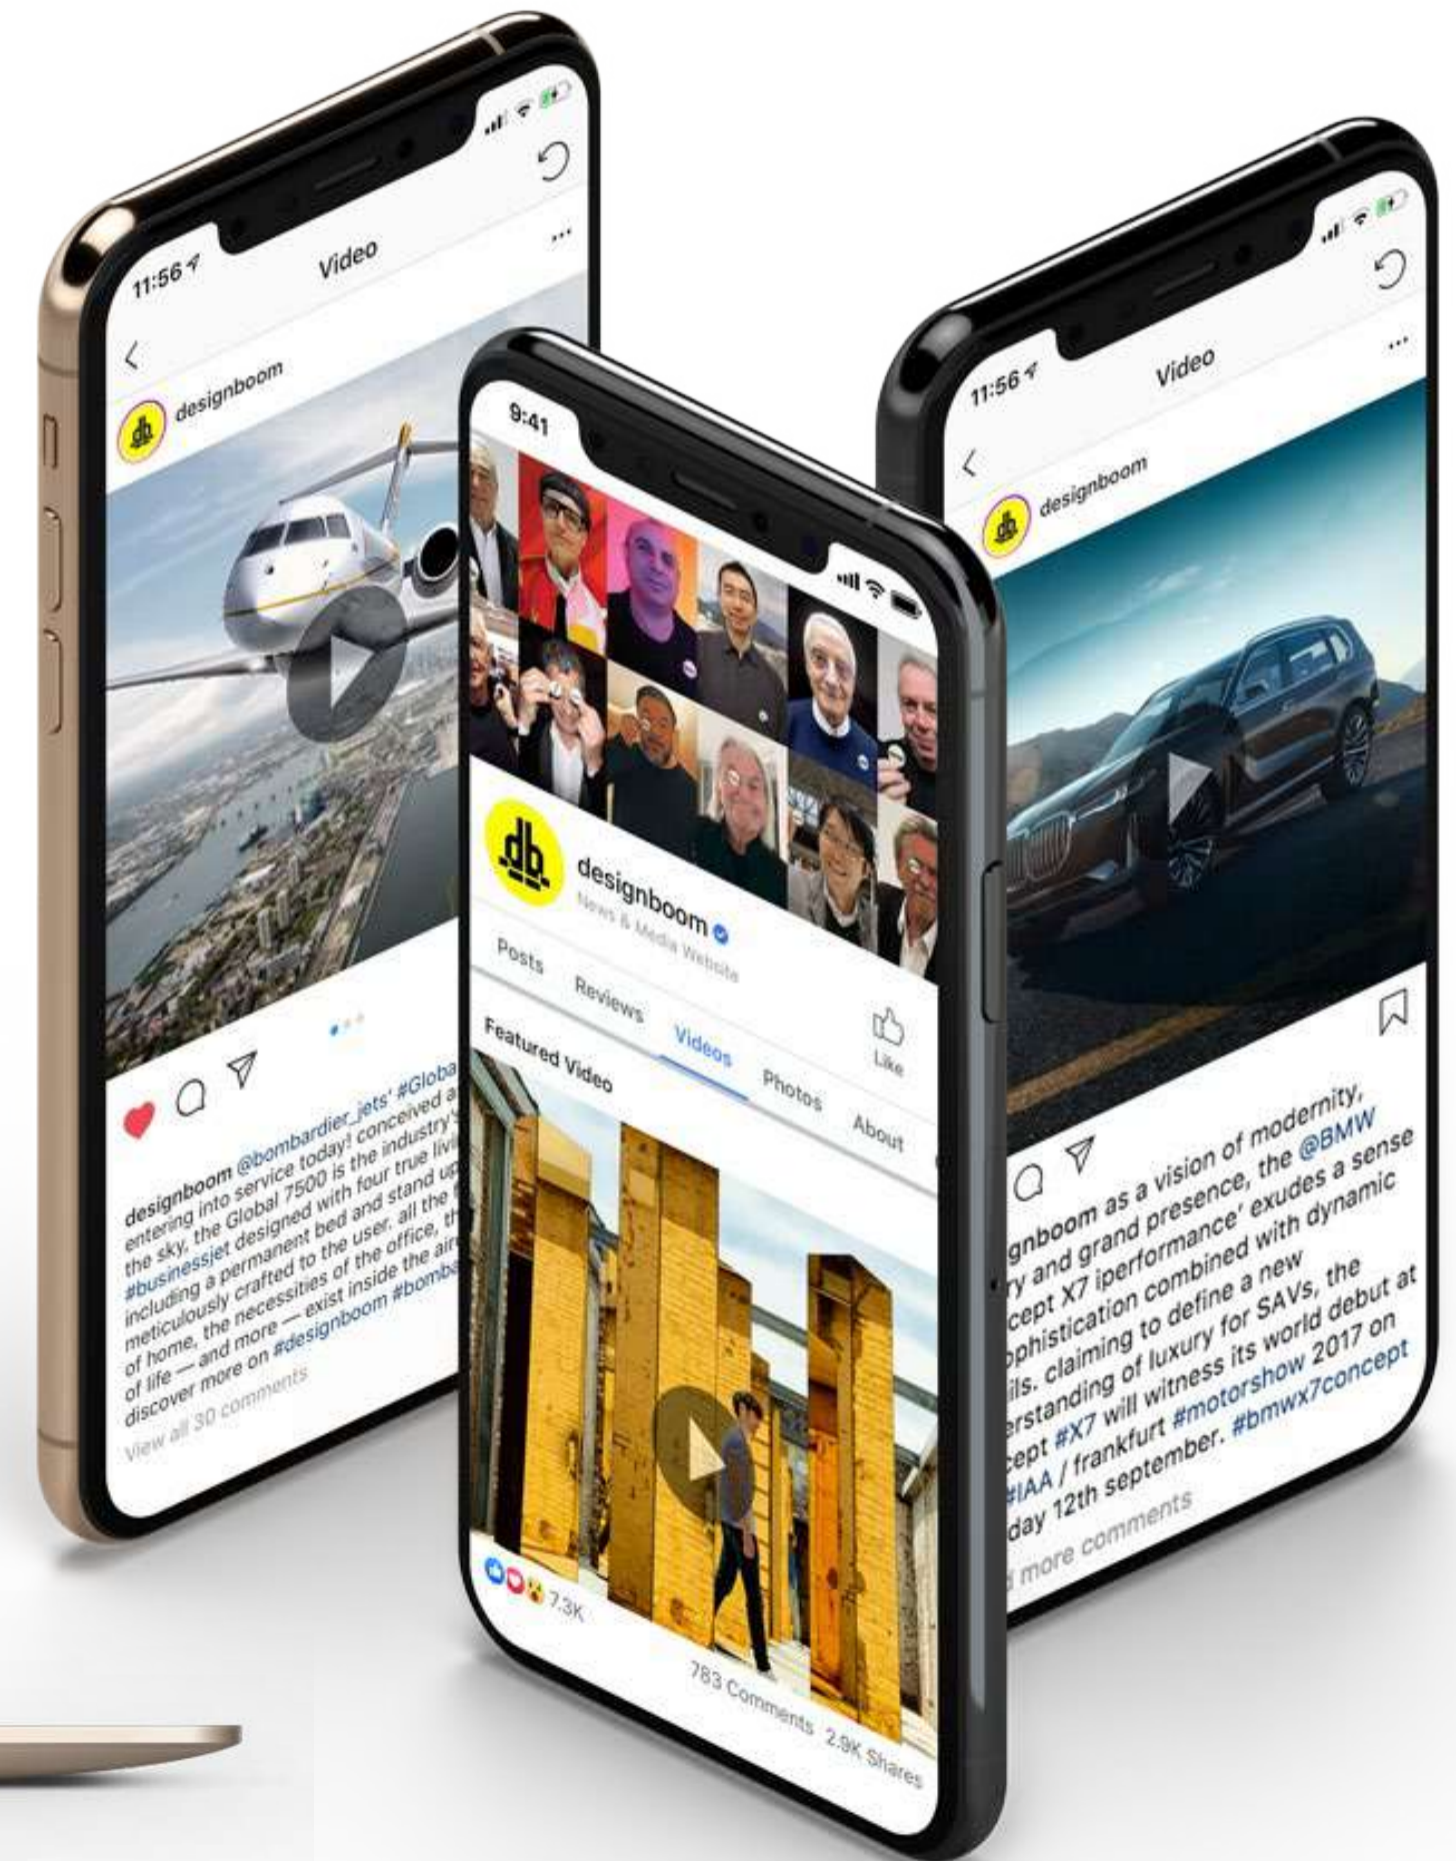 11:56
Video
designboom
designboom @bombardier_jets' #Globa
entering into service today! conceived a
the sky, the Global 7500 is the industry's
#businessjet designed with four true livi
including a permanent bed and stand up
meticulously crafted to the user. all the
of home, the necessities of the office, th
of life — and more — exist inside the air
discover more on #designboom #bomba
View all 30 comments
9:41
db
designboom
News & Media Website
Like
Posts
Reviews
Videos
Photos
About
Featured Video
7.3K
783 Comments
2.9K Shares
11:56
Video
designboom
gnboom as a vision of modernity,
ry and grand presence, the @BMW
cept X7 iperformance' exudes a sense
ophistication combined with dynamic
ils. claiming to define a new
erstanding of luxury for SAVs, the
cept #X7 will witness its world debut at
#IAA / frankfurt #motorshow 2017 on
day 12th september. #bmwx7concept
more comments